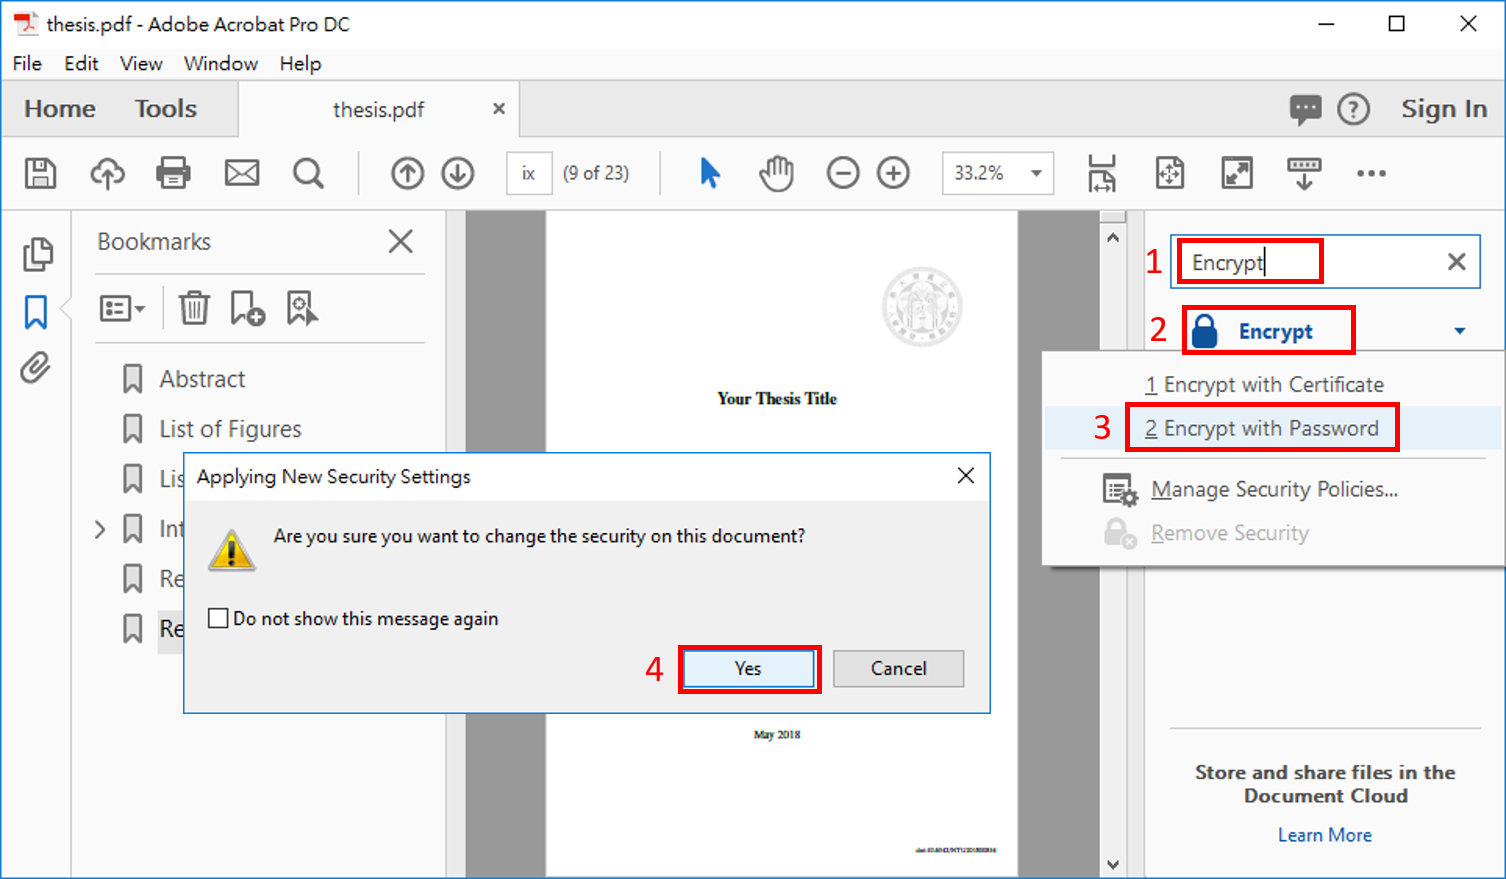 thesis.pdf - Adobe Acrobat Pro DC
File Edit View Window Help
Home Tools thesis.pdf Sign In
ix (9 of 23) 33.2%
Bookmarks
Abstract
List of Figures
Lis
Int
Re
Re
Your Thesis Title
May 2018
1 Encrypt
2 Encrypt
1 Encrypt with Certificate
3 2 Encrypt with Password
Manage Security Policies...
Remove Security
Applying New Security Settings
Are you sure you want to change the security on this document?
Do not show this message again
4 Yes Cancel
Store and share files in the
Document Cloud
Learn More